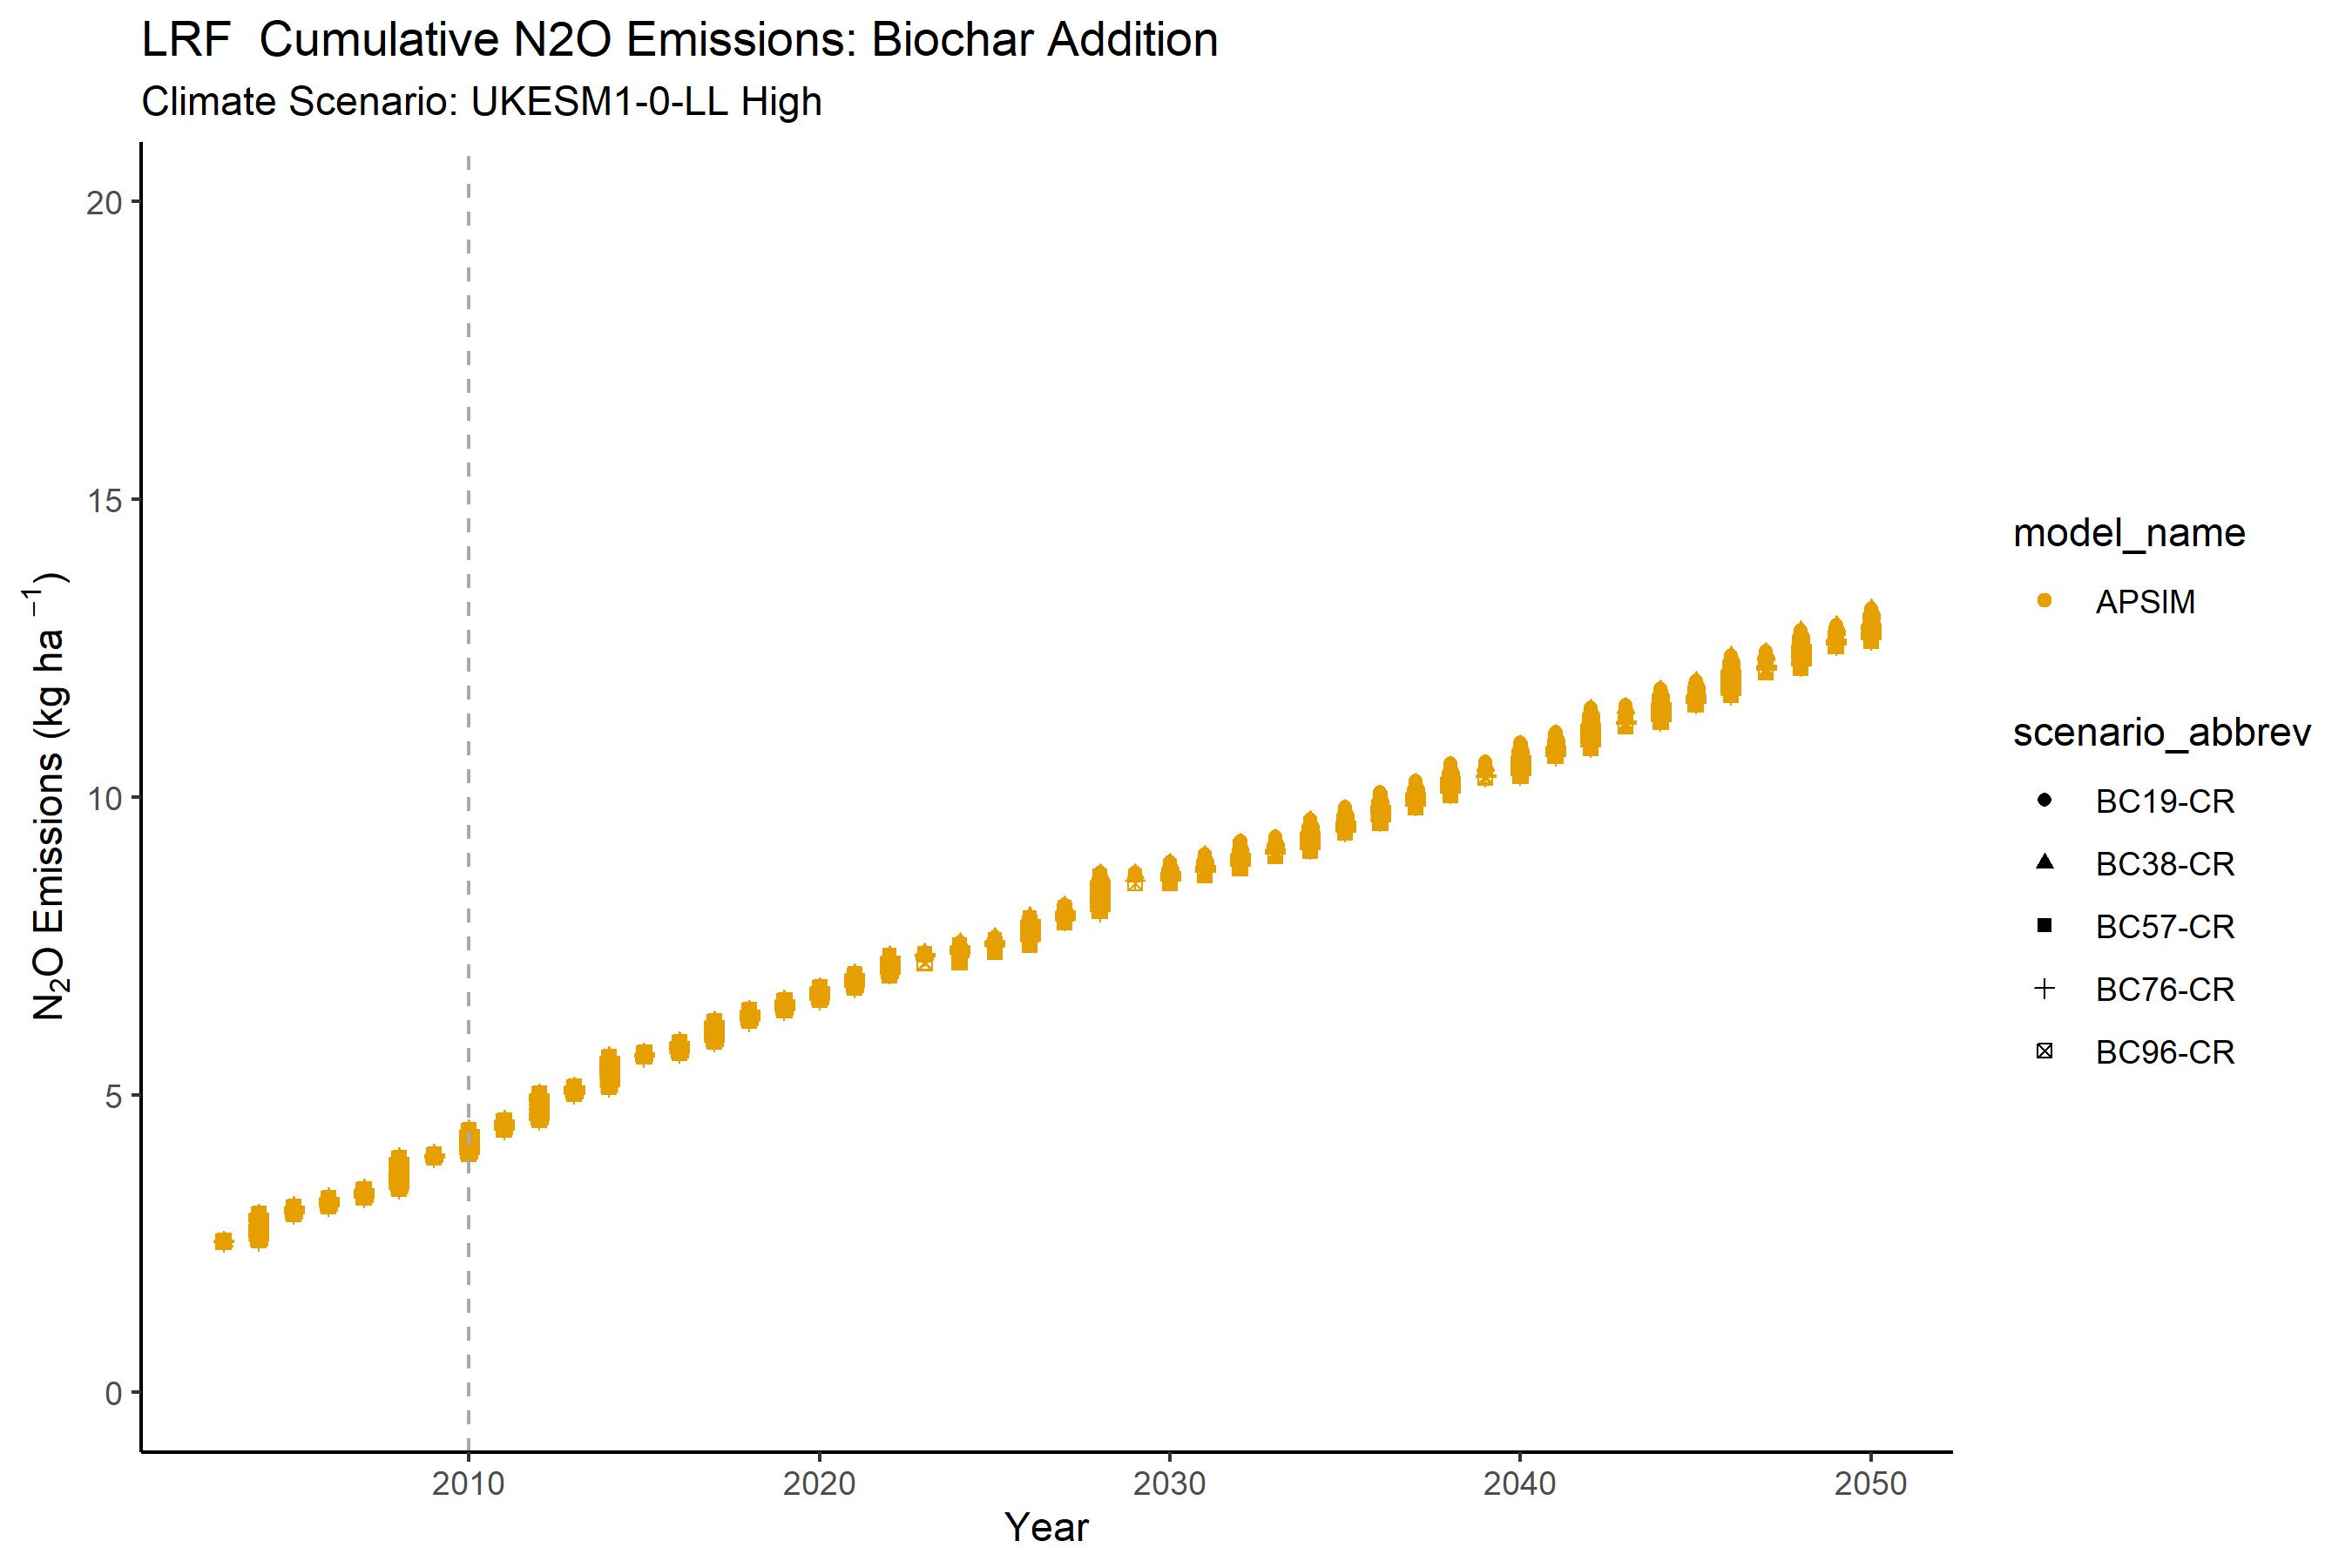 LRF  Cumulative N2O Emissions: Biochar Addition
Climate Scenario: UKESM1-0-LL High
N₂O Emissions (kg ha ⁻¹)
20
15
10
5
0
2010
2020
2030
2040
2050
Year
model_name
APSIM
scenario_abbrev
BC19-CR
BC38-CR
BC57-CR
BC76-CR
BC96-CR